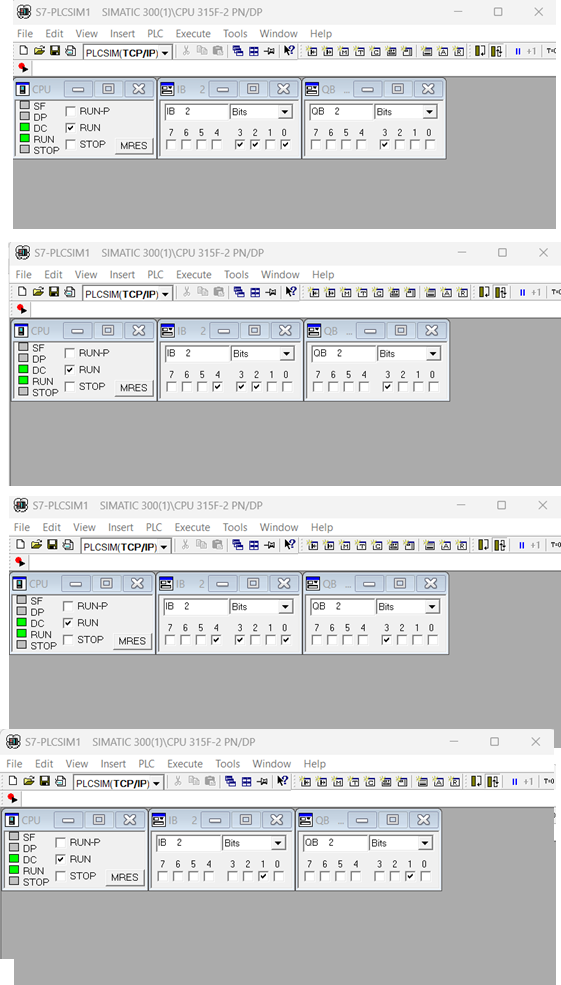 S7-PLCSIM1 SIMATIC 300(1)\CPU 315F-2 PN/DP
File Edit View Insert PLC Execute Tools Window Help
PLCSIM(TCP/IP) +1 T=0
CPU IB 2 QB ...
SF RUN-P IB 2 Bits QB 2 Bits
DP
DC RUN 7 6 5 4 3 2 1 0 7 6 5 4 3 2 1 0
RUN
STOP STOP MRES
S7-PLCSIM1 SIMATIC 300(1)\CPU 315F-2 PN/DP
File Edit View Insert PLC Execute Tools Window Help
PLCSIM(TCP/IP) +1 T=0
CPU IB 2 QB ...
SF RUN-P IB 2 Bits QB 2 Bits
DP
DC RUN 7 6 5 4 3 2 1 0 7 6 5 4 3 2 1 0
RUN
STOP STOP MRES
S7-PLCSIM1 SIMATIC 300(1)\CPU 315F-2 PN/DP
File Edit View Insert PLC Execute Tools Window Help
PLCSIM(TCP/IP) +1 T=0
CPU IB 2 QB ...
SF RUN-P IB 2 Bits QB 2 Bits
DP
DC RUN 7 6 5 4 3 2 1 0 7 6 5 4 3 2 1 0
RUN
STOP STOP MRES
S7-PLCSIM1 SIMATIC 300(1)\CPU 315F-2 PN/DP
File Edit View Insert PLC Execute Tools Window Help
PLCSIM(TCP/IP) +1 T=0
CPU IB 2 QB ...
SF RUN-P IB 2 Bits QB 2 Bits
DP
DC RUN 7 6 5 4 3 2 1 0 7 6 5 4 3 2 1 0
RUN
STOP STOP MRES